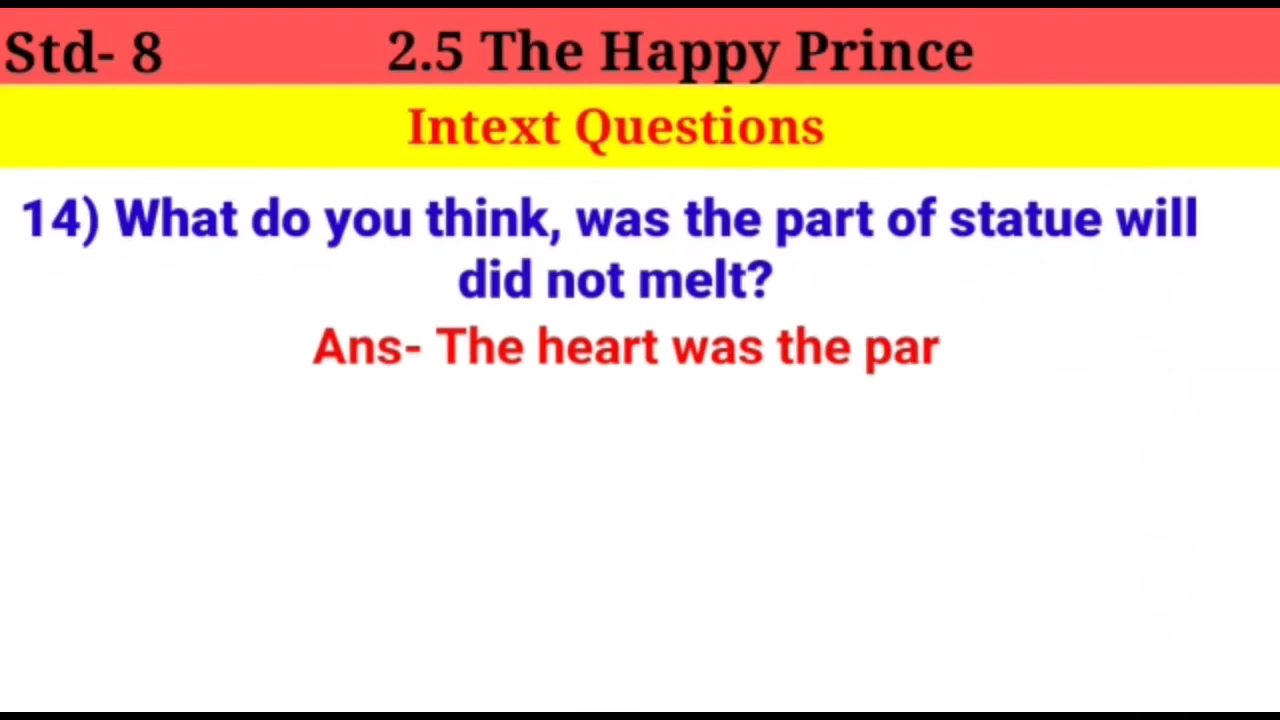 Std- 8 2.5 The Happy Prince
Intext Questions
14) What do you think, was the part of statue will
did not melt?
Ans- The heart was the par